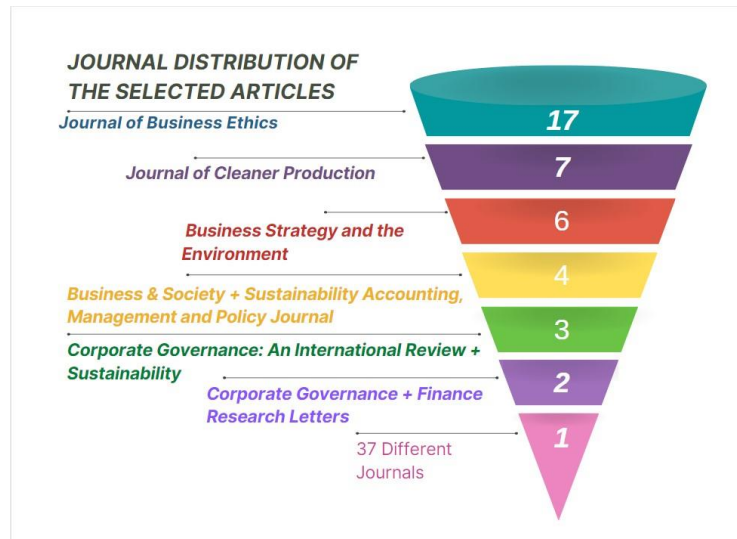 JOURNAL DISTRIBUTION OF
THE SELECTED ARTICLES
Journal of Business Ethics
17
Journal of Cleaner Production
7
Business Strategy and the
Environment
6
Business & Society + Sustainability Accounting,
Management and Policy Journal
4
Corporate Governance: An International Review +
Sustainability
3
Corporate Governance + Finance
Research Letters
2
37 Different
Journals
1